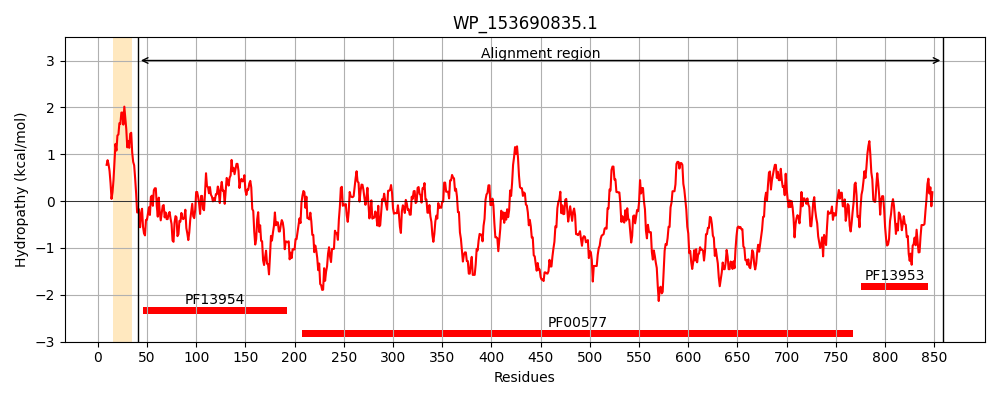 WP_153690835.1
Alignment region
3
2
1
0
−1
−2
−3
Hydropathy (kcal/mol)
PF13953
PF13954
PF00577
0 50 100 150 200 250 300 350 400 450 500 550 600 650 700 750 800 850
Residues